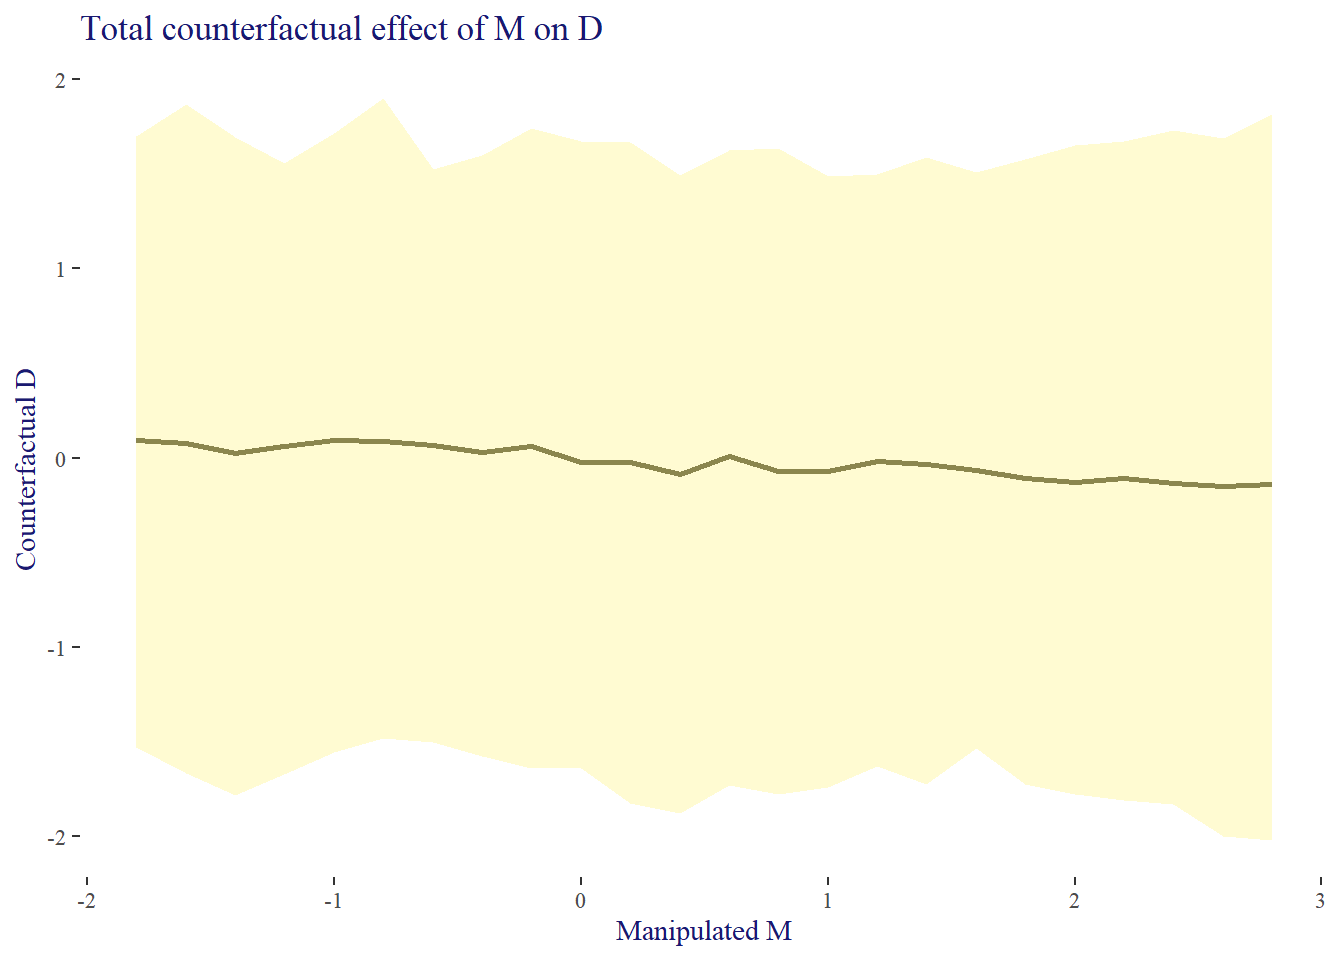 Total counterfactual effect of M on D
2
1
0
-1
-2
Counterfactual D
-2 -1 0 1 2 3
Manipulated M